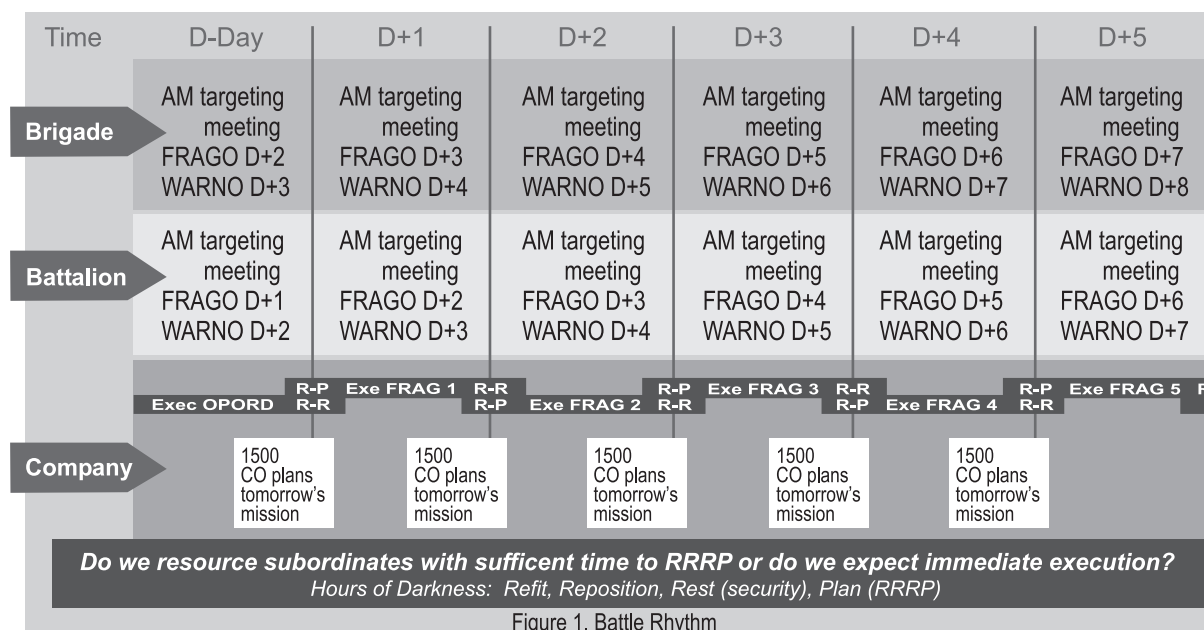 Time D-Day D+1 D+2 D+3 D+4 D+5
Brigade
AM targeting meeting FRAGO D+2 WARNO D+3
AM targeting meeting FRAGO D+3 WARNO D+4
AM targeting meeting FRAGO D+4 WARNO D+5
AM targeting meeting FRAGO D+5 WARNO D+6
AM targeting meeting FRAGO D+6 WARNO D+7
AM targeting meeting FRAGO D+7 WARNO D+8
Battalion
AM targeting meeting FRAGO D+1 WARNO D+2
AM targeting meeting FRAGO D+2 WARNO D+3
AM targeting meeting FRAGO D+3 WARNO D+4
AM targeting meeting FRAGO D+4 WARNO D+5
AM targeting meeting FRAGO D+5 WARNO D+6
AM targeting meeting FRAGO D+6 WARNO D+7
R-P Exe FRAG 1 R-R R-P Exe FRAG 3 R-R R-P Exe FRAG 5 R
Exec OPORD R-R R-P Exe FRAG 2 R-R R-P Exe FRAG 4 R-R
Company
1500 CO plans tomorrow's mission
1500 CO plans tomorrow's mission
1500 CO plans tomorrow's mission
1500 CO plans tomorrow's mission
1500 CO plans tomorrow's mission
Do we resource subordinates with sufficent time to RRRP or do we expect immediate execution?
Hours of Darkness: Refit, Reposition, Rest (security), Plan (RRRP)
Figure 1. Battle Rhythm